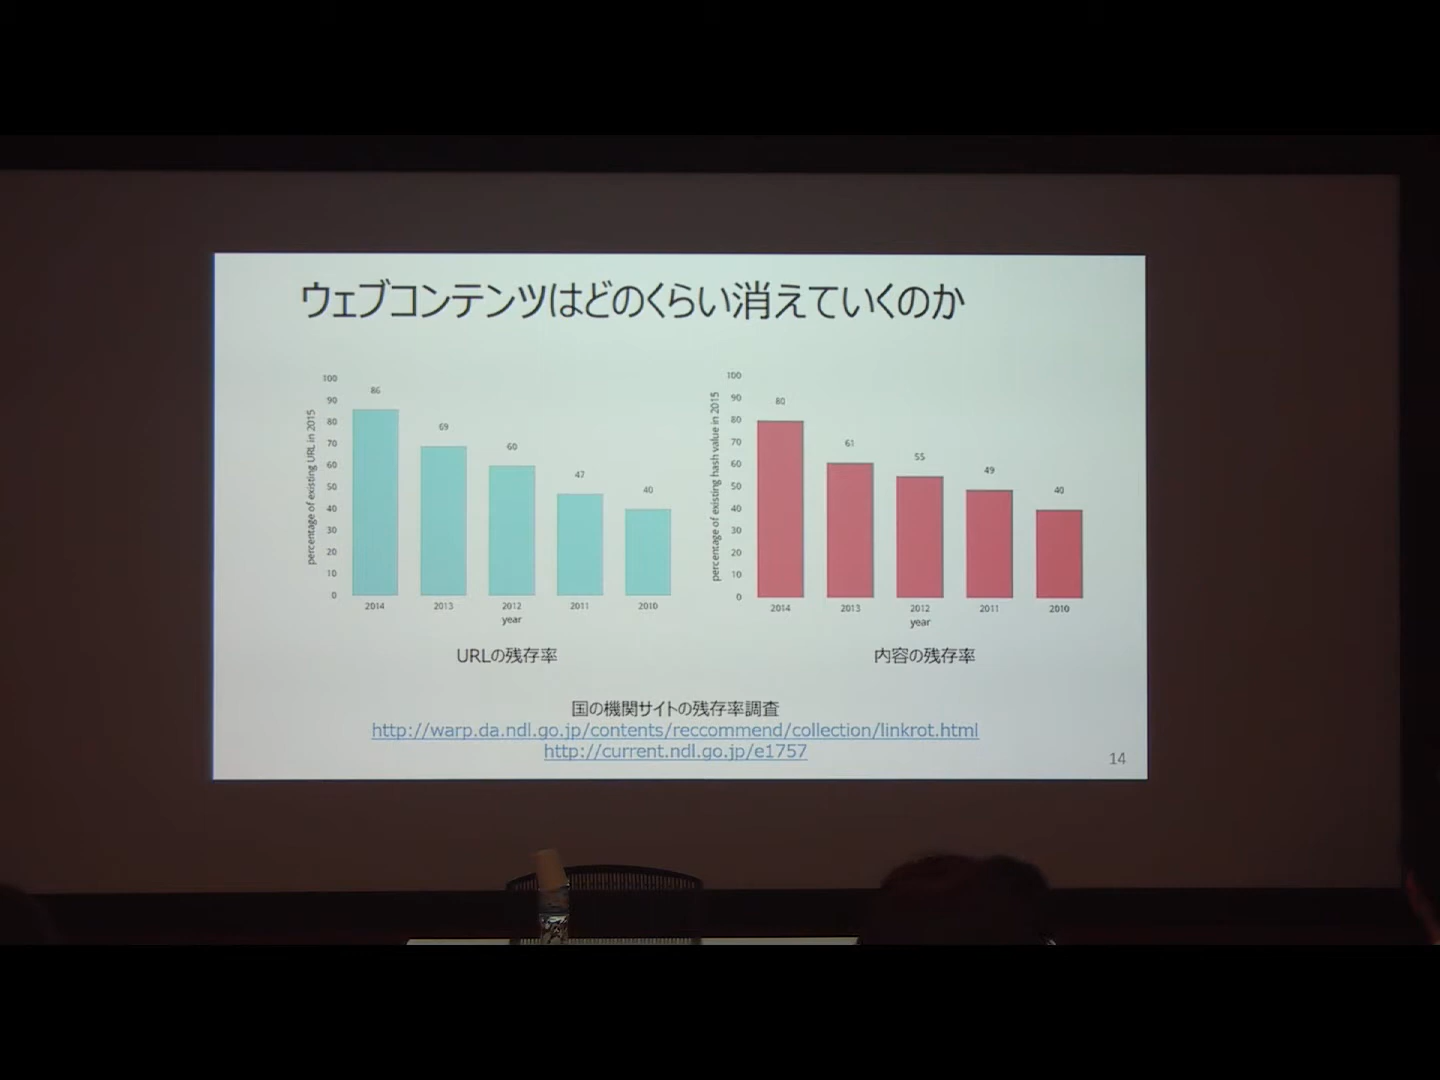 ウェブコンテンツはどのくらい消えていくのか
percentage of existing URL in 2015
100
90
80
70
60
50
40
30
20
10
0
86
69
60
47
40
2014 2013 2012 2011 2010
year
URLの残存率
percentage of existing hash value in 2015
100
90
80
70
60
50
40
30
20
10
0
80
61
55
49
40
2014 2013 2012 2011 2010
year
内容の残存率
国の機関サイトの残存率調査
http://warp.da.ndl.go.jp/contents/reccommend/collection/linkrot.html
http://current.ndl.go.jp/e1757
14